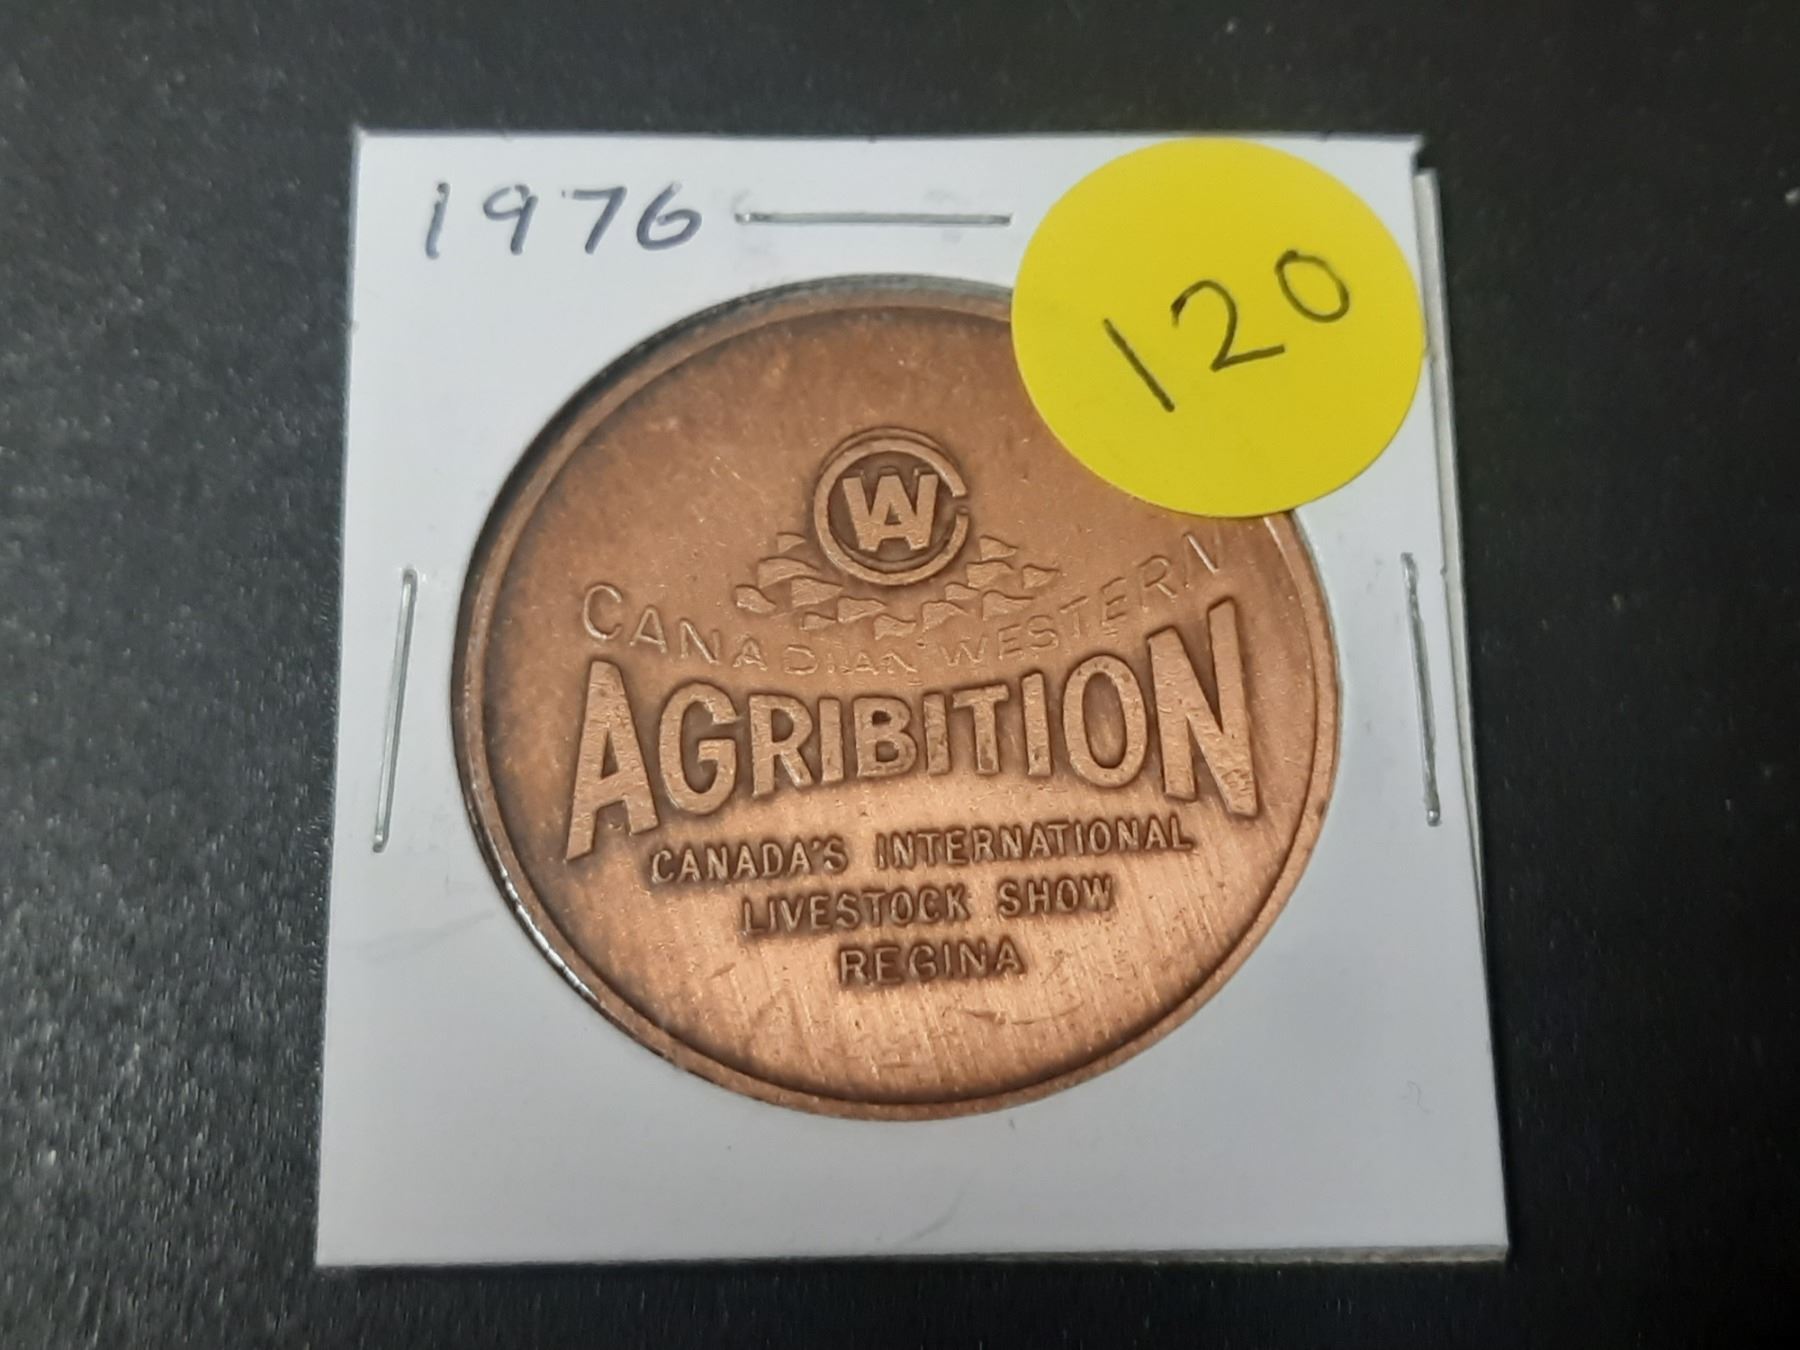 1976
120
CWA
CANADIAN WESTERN
AGRIBITION
CANADA'S INTERNATIONAL
LIVESTOCK SHOW
REGINA